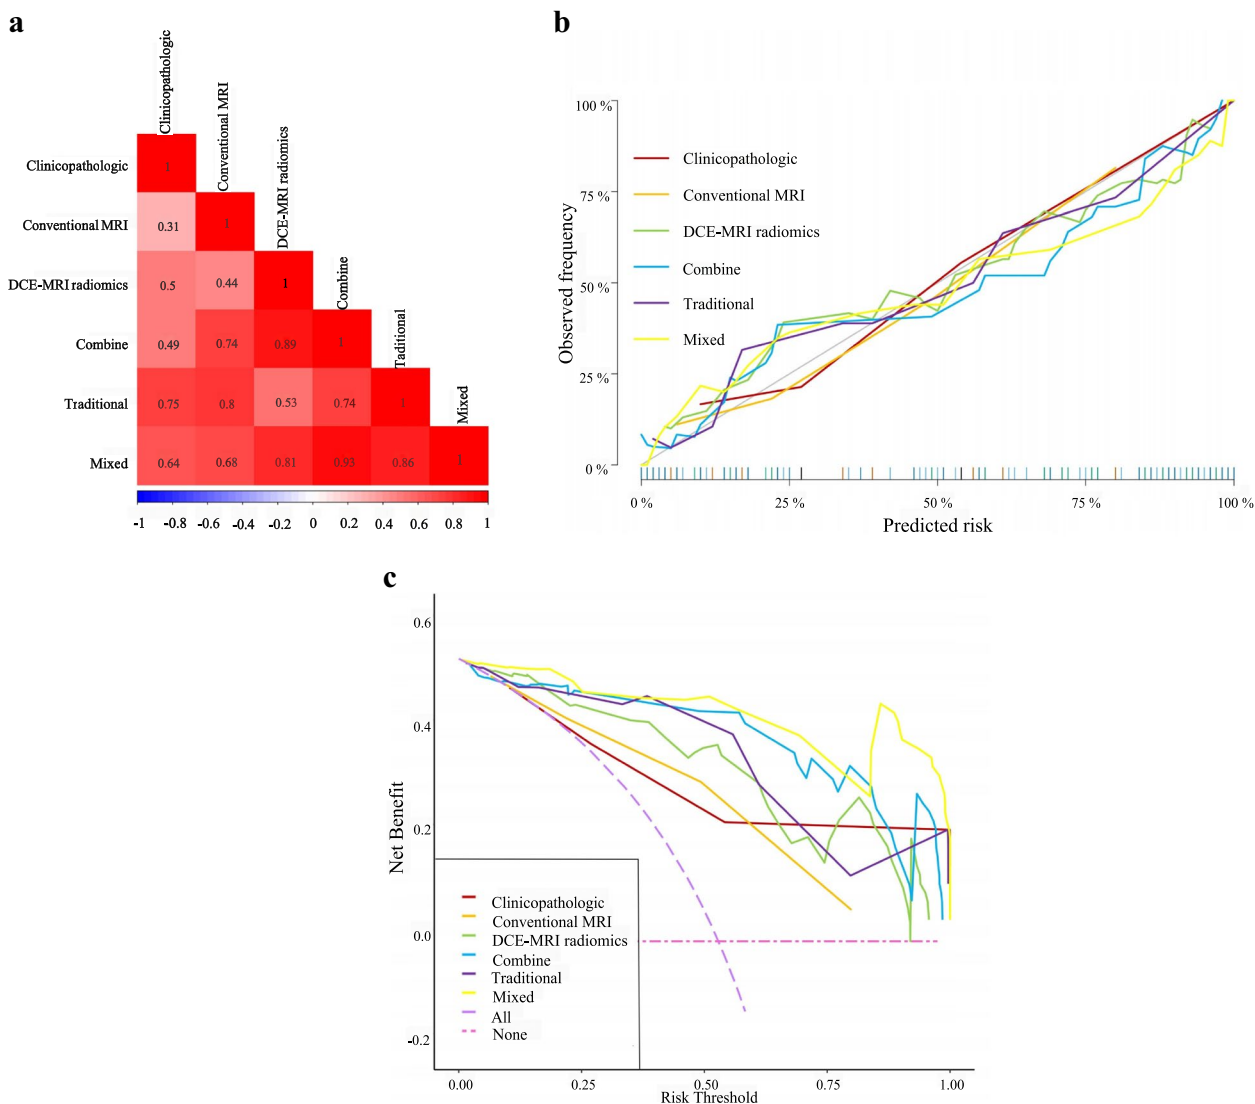 a
Clinicopathologic
Conventional MRI
DCE-MRI radiomics
Combine
Taditional
Mixed
Clinicopathologic 1
Conventional MRI 0.31 1
DCE-MRI radiomics 0.5 0.44 1
Combine 0.49 0.74 0.89 1
Traditional 0.75 0.8 0.53 0.74 1
Mixed 0.64 0.68 0.81 0.93 0.86 1
-1 -0.8 -0.6 -0.4 -0.2 0 0.2 0.4 0.6 0.8 1
b
Observed frequency
100 %
75 %
50 %
25 %
0 %
Clinicopathologic
Conventional MRI
DCE-MRI radiomics
Combine
Traditional
Mixed
0 % 25 % 50 % 75 % 100 %
Predicted risk
c
Net Benefit
0.6
0.4
0.2
0.0
-0.2
Clinicopathologic
Conventional MRI
DCE-MRI radiomics
Combine
Traditional
Mixed
All
None
0.00 0.25 0.50 0.75 1.00
Risk Threshold